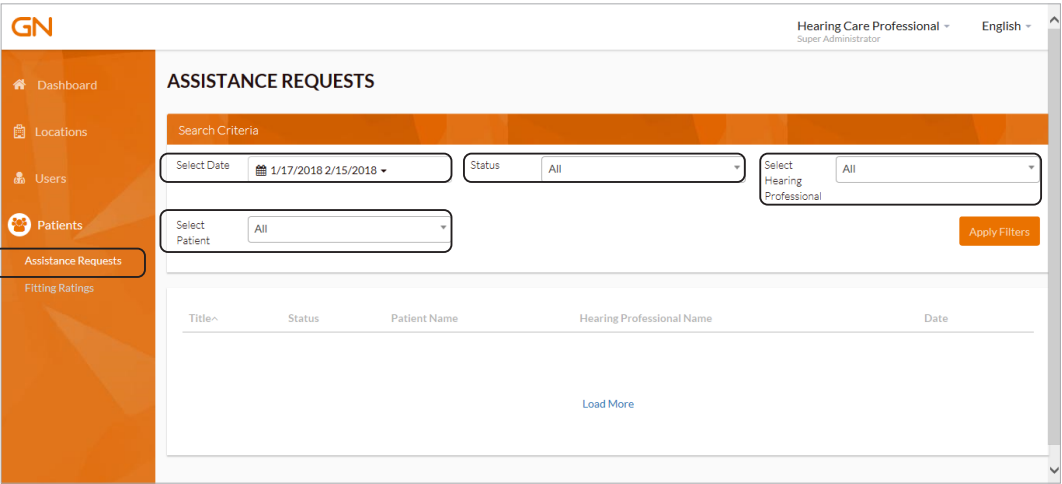 GN
Hearing Care Professional
English
Super Administrator
Dashboard
Locations
Users
Patients
Assistance Requests
Fitting Ratings
ASSISTANCE REQUESTS
Search Criteria
Select Date
1/17/2018 2/15/2018
Status
All
Select
Hearing
Professional
All
Select
Patient
All
Apply Filters
Title
Status
Patient Name
Hearing Professional Name
Date
Load More